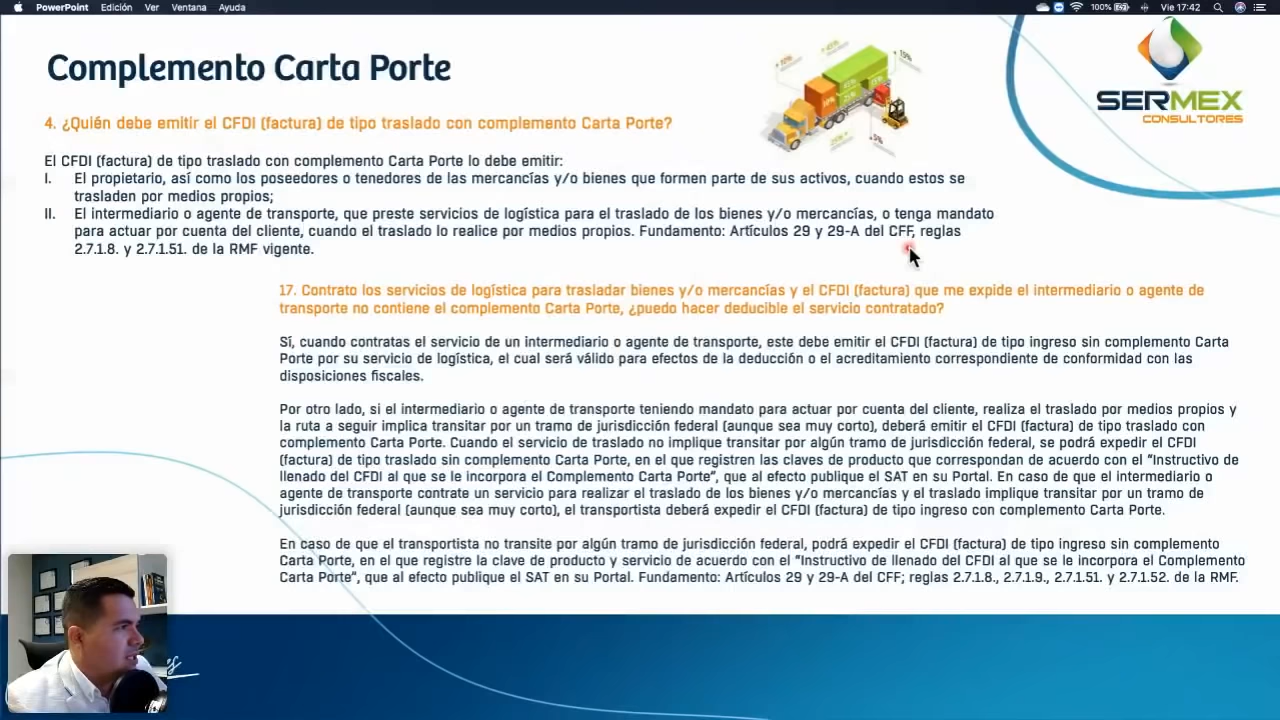 PowerPoint Edición Ver Ventana Ayuda 100% Vie 17:42
Complemento Carta Porte
SERMEX
CONSULTORES
4. ¿Quién debe emitir el CFDI (factura) de tipo traslado con complemento Carta Porte?
El CFDI (factura) de tipo traslado con complemento Carta Porte lo debe emitir:
I. El propietario, así como los poseedores o tenedores de las mercancías y/o bienes que formen parte de sus activos, cuando estos se
trasladen por medios propios;
II. El intermediario o agente de transporte, que preste servicios de logística para el traslado de los bienes y/o mercancías, o tenga mandato
para actuar por cuenta del cliente, cuando el traslado lo realice por medios propios. Fundamento: Artículos 29 y 29-A del CFF, reglas
2.7.1.8. y 2.7.1.51. de la RMF vigente.
17. Contrato los servicios de logística para trasladar bienes y/o mercancías y el CFDI (factura) que me expide el intermediario o agente de
transporte no contiene el complemento Carta Porte, ¿puedo hacer deducible el servicio contratado?
Sí, cuando contratas el servicio de un intermediario o agente de transporte, este debe emitir el CFDI (factura) de tipo ingreso sin complemento Carta
Porte por su servicio de logística, el cual será válido para efectos de la deducción o el acreditamiento correspondiente de conformidad con las
disposiciones fiscales.
Por otro lado, si el intermediario o agente de transporte teniendo mandato para actuar por cuenta del cliente, realiza el traslado por medios propios y
la ruta a seguir implica transitar por un tramo de jurisdicción federal (aunque sea muy corto), deberá emitir el CFDI (factura) de tipo traslado con
complemento Carta Porte. Cuando el servicio de traslado no implique transitar por algún tramo de jurisdicción federal, se podrá expedir el CFDI
(factura) de tipo traslado sin complemento Carta Porte, en el que registren las claves de producto que correspondan de acuerdo con el “Instructivo de
llenado del CFDI al que se le incorpora el Complemento Carta Porte”, que al efecto publique el SAT en su Portal. En caso de que el intermediario o
agente de transporte contrate un servicio para realizar el traslado de los bienes y/o mercancías y el traslado implique transitar por un tramo de
jurisdicción federal (aunque sea muy corto), el transportista deberá expedir el CFDI (factura) de tipo ingreso con complemento Carta Porte.
En caso de que el transportista no transite por algún tramo de jurisdicción federal, podrá expedir el CFDI (factura) de tipo ingreso sin complemento
Carta Porte, en el que registre la clave de producto y servicio de acuerdo con el “Instructivo de llenado del CFDI al que se le incorpora el Complemento
Carta Porte”, que al efecto publique el SAT en su Portal. Fundamento: Artículos 29 y 29-A del CFF; reglas 2.7.1.8., 2.7.1.9., 2.7.1.51. y 2.7.1.52. de la RMF.